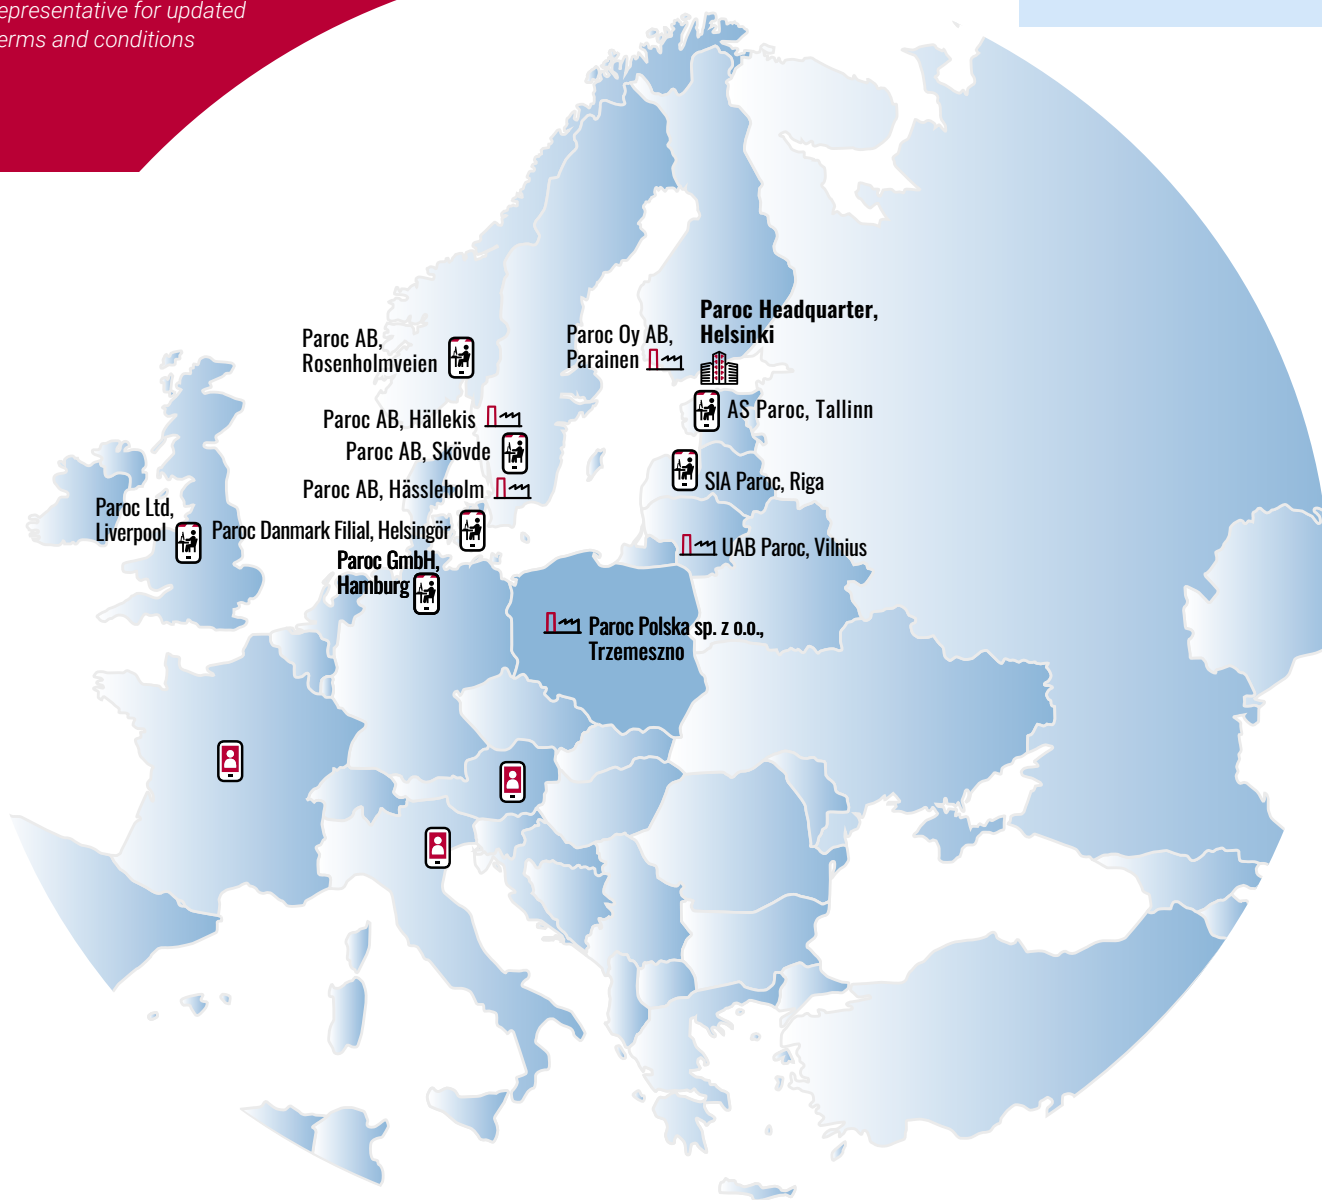 epresentative for updated
erms and conditions
Paroc Headquarter,
Helsinki
Paroc Oy AB,
Parainen
Paroc AB,
Rosenholmveien
AS Paroc, Tallinn
Paroc AB, Hällekis
Paroc AB, Skövde
SIA Paroc, Riga
Paroc AB, Hässleholm
Paroc Ltd,
Liverpool
Paroc Danmark Filial, Helsingör
UAB Paroc, Vilnius
Paroc GmbH,
Hamburg
Paroc Polska sp. z o.o.,
Trzemeszno